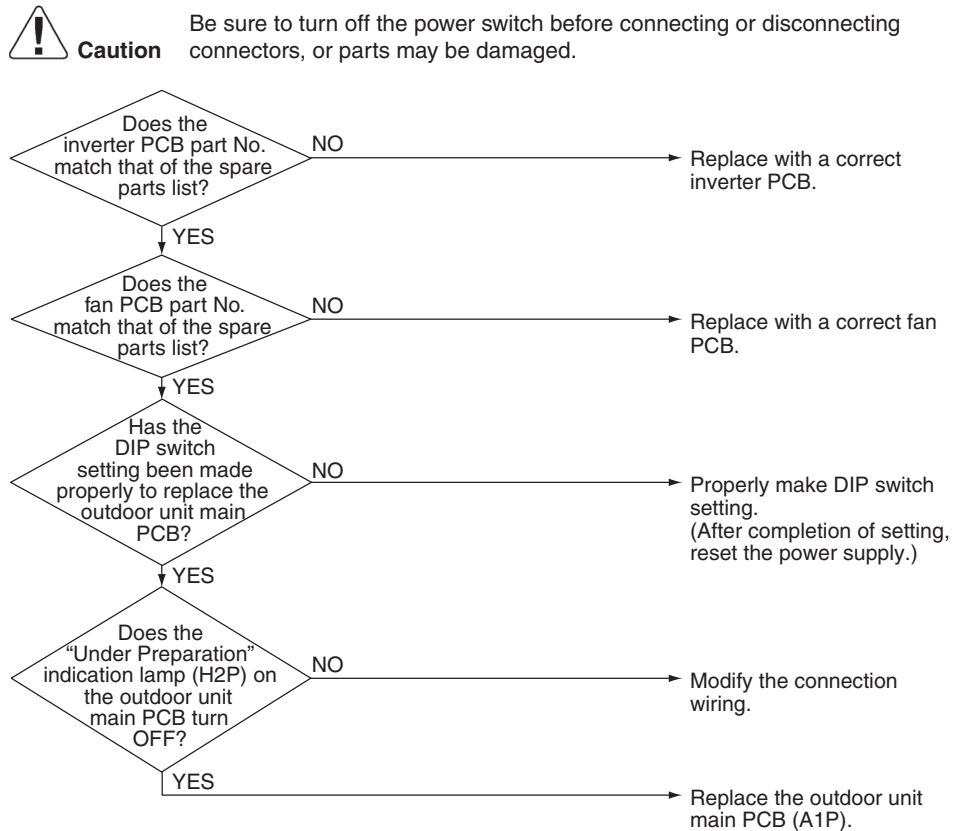 Be sure to turn off the power switch before connecting or disconnecting
Caution connectors, or parts may be damaged.
Does the
inverter PCB part No.
match that of the spare
parts list?
NO
Replace with a correct
inverter PCB.
YES
Does the
fan PCB part No.
match that of the spare
parts list?
NO
Replace with a correct fan
PCB.
YES
Has the
DIP switch
setting been made
properly to replace the
outdoor unit main
PCB?
NO
Properly make DIP switch
setting.
(After completion of setting,
reset the power supply.)
YES
Does the
“Under Preparation”
indication lamp (H2P) on
the outdoor unit
main PCB turn
OFF?
NO
Modify the connection
wiring.
YES
Replace the outdoor unit
main PCB (A1P).